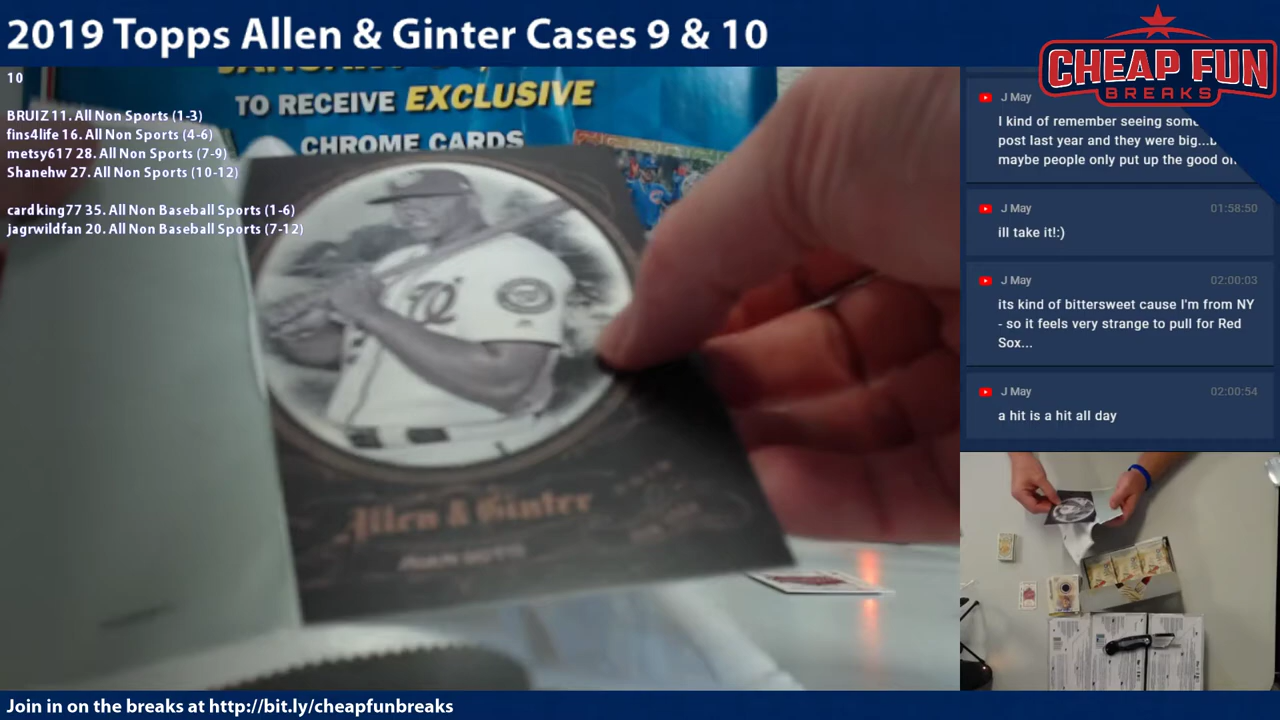 2019 Topps Allen & Ginter Cases 9 & 10
CHEAP FUN
BREAKS
10
BRUIZ 11. All Non Sports (1-3)
fins4life 16. All Non Sports (4-6)
metsy617 28. All Non Sports (7-9)
Shanehw 27. All Non Sports (10-12)
cardking77 35. All Non Baseball Sports (1-6)
jagrwildfan 20. All Non Baseball Sports (7-12)
TO RECEIVE EXCLUSIVE
CHROME CARDS
Allen & Ginter
JUAN SOTO
J May
I kind of remember seeing some
post last year and they were big...
maybe people only put up the good
J May 01:58:50
ill take it!:)
J May 02:00:03
its kind of bittersweet cause I'm from NY
- so it feels very strange to pull for Red
Sox...
J May 02:00:54
a hit is a hit all day
Join in on the breaks at http://bit.ly/cheapfunbreaks